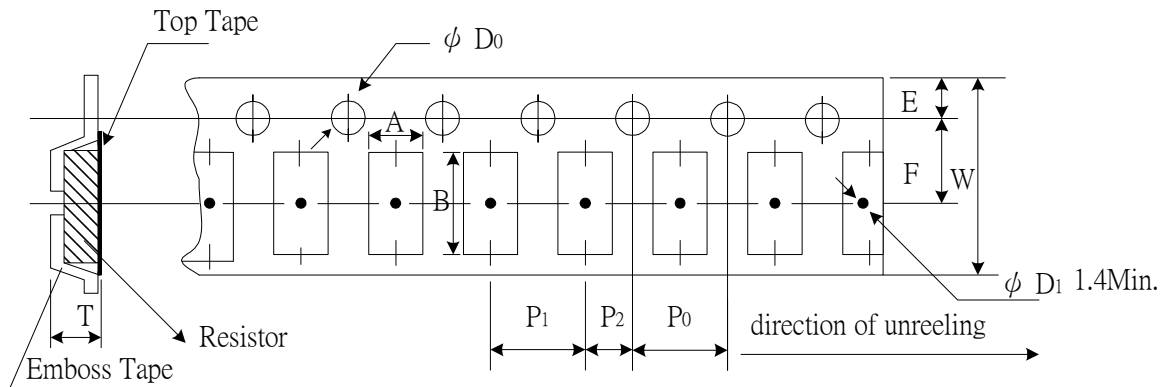 Top Tape
ϕ D0
E
A
F
W
B
ϕ D1 1.4Min.
T
P1
P2
P0
direction of unreeling
Resistor
Emboss Tape